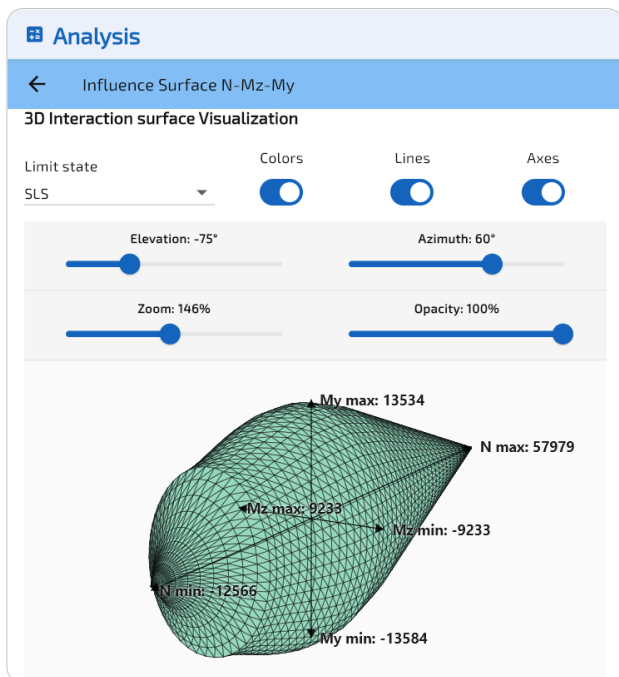 Analysis
Influence Surface N-Mz-My
3D Interaction surface Visualization
Limit state
SLS
Colors
Lines
Axes
Elevation: -75°
Azimuth: 60°
Zoom: 146%
Opacity: 100%
My max: 13534
N max: 57979
Mz max: 9233
Mz min: -9233
N min: -12566
My min: -13584